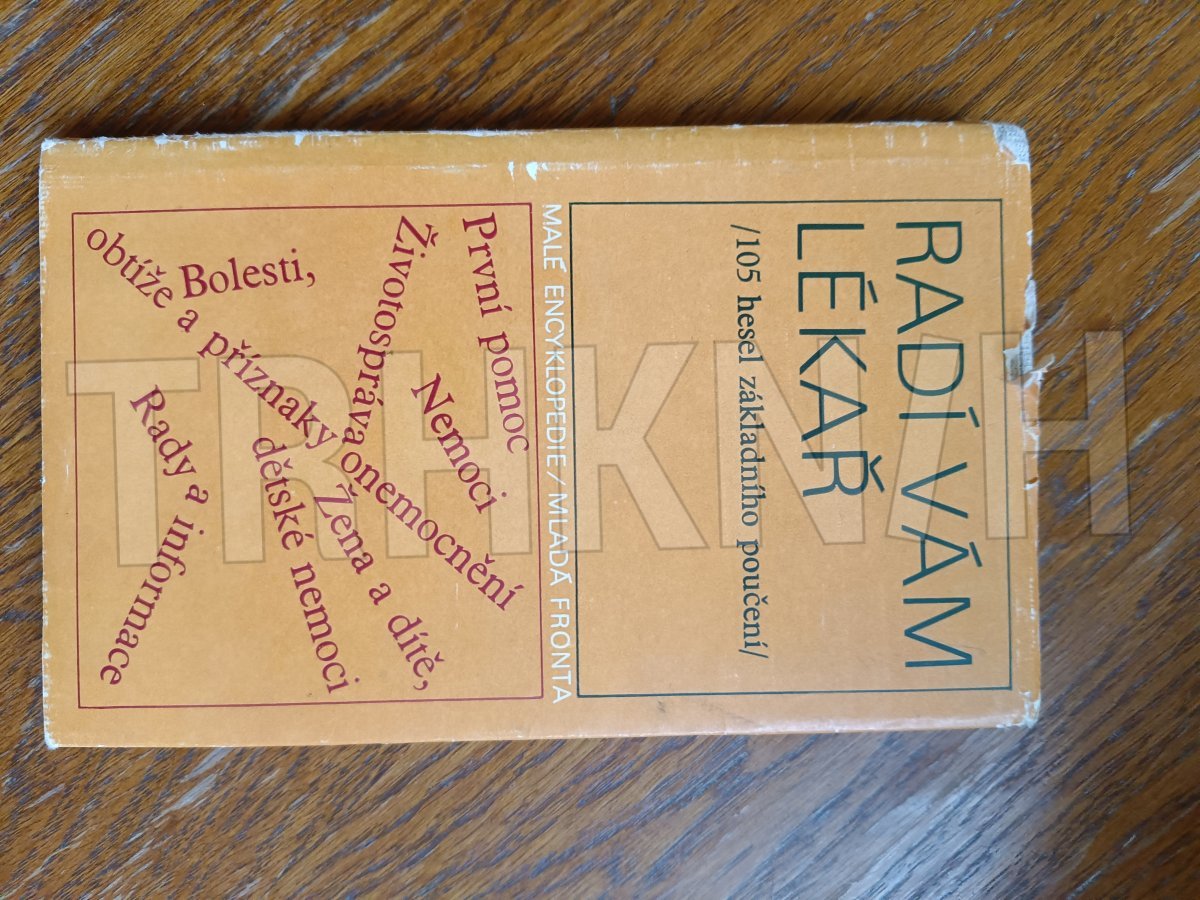 RADÍ VÁM
LÉKAŘ
/105 hesel základního poučení/
MALÉ ENCYKLOPEDIE/MLADÁ FRONTA
První pomoc
Nemoci
Životospráva
onemocnění
Žena a dítě,
dětské nemoci
Bolesti,
obtíže a příznaky
Rady a informace
TRHKNIH